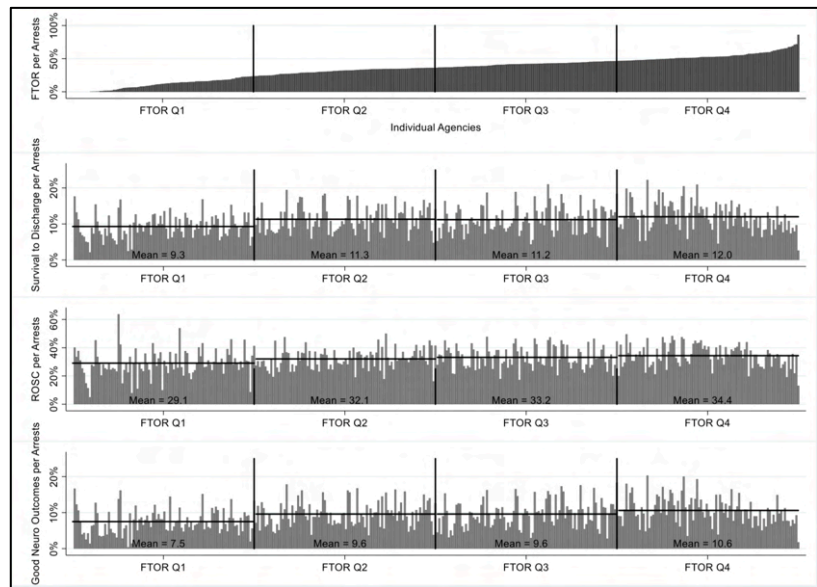 FTOR per Arrests
100%
50%
0%
FTOR Q1 FTOR Q2 FTOR Q3 FTOR Q4
Individual Agencies
Survival to Discharge per Arrests
20%
10%
0%
Mean = 9.3 Mean = 11.3 Mean = 11.2 Mean = 12.0
FTOR Q1 FTOR Q2 FTOR Q3 FTOR Q4
ROSC per Arrests
60%
40%
20%
0%
Mean = 29.1 Mean = 32.1 Mean = 33.2 Mean = 34.4
FTOR Q1 FTOR Q2 FTOR Q3 FTOR Q4
Good Neuro Outcomes per Arrests
20%
10%
0%
Mean = 7.5 Mean = 9.6 Mean = 9.6 Mean = 10.6
FTOR Q1 FTOR Q2 FTOR Q3 FTOR Q4